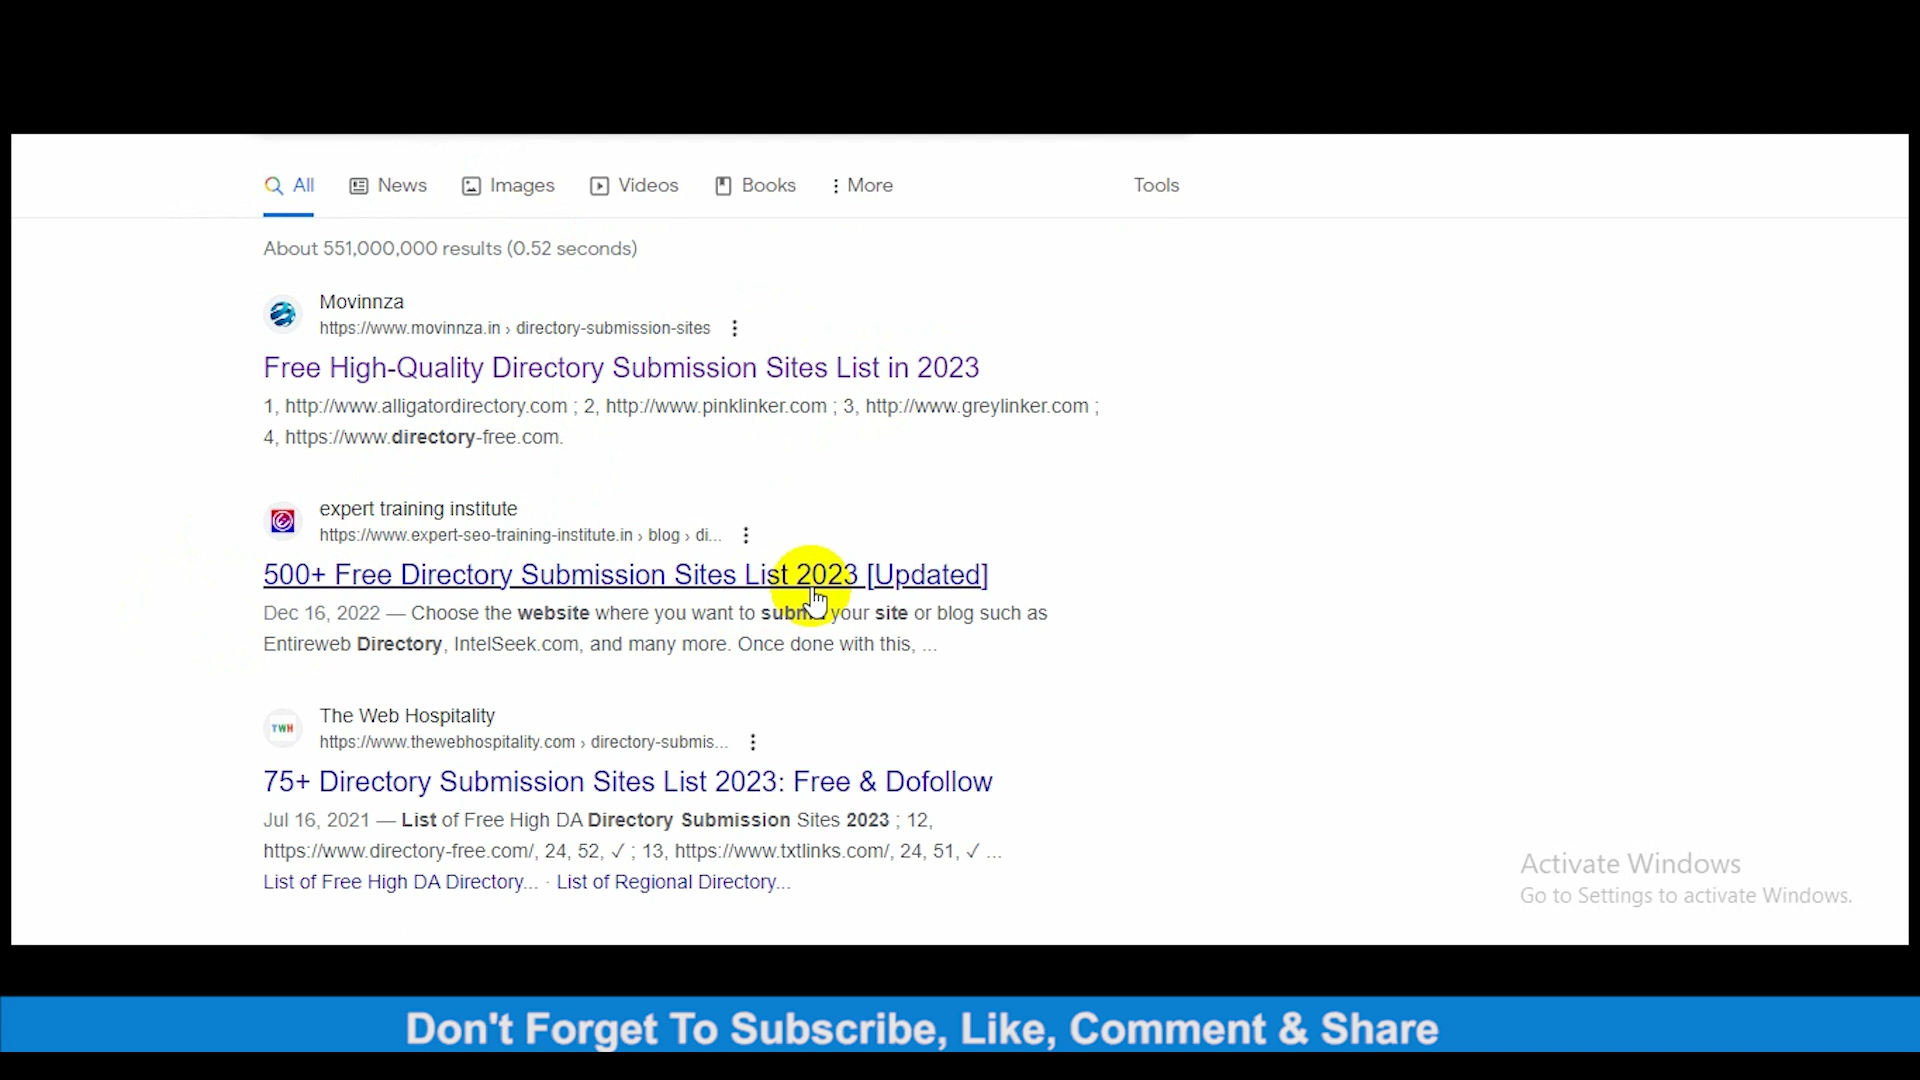 All News Images Videos Books More Tools
About 551,000,000 results (0.52 seconds)
Movinnza
https://www.movinnza.in › directory-submission-sites
Free High-Quality Directory Submission Sites List in 2023
1, http://www.alligatordirectory.com ; 2, http://www.pinklinker.com ; 3, http://www.greylinker.com ;
4, https://www.directory-free.com.
expert training institute
https://www.expert-seo-training-institute.in › blog › di...
500+ Free Directory Submission Sites List 2023 [Updated]
Dec 16, 2022 — Choose the website where you want to your site or blog such as
Entireweb Directory, IntelSeek.com, and many more. Once done with this, ...
TWH
The Web Hospitality
https://www.thewebhospitality.com › directory-submis...
75+ Directory Submission Sites List 2023: Free & Dofollow
Jul 16, 2021 — List of Free High DA Directory Submission Sites 2023 ; 12,
https://www.directory-free.com/, 24, 52, ✓ ; 13, https://www.txtlinks.com/, 24, 51, ✓ ...
List of Free High DA Directory... · List of Regional Directory...
Activate Windows
Go to Settings to activate Windows.
Don't Forget To Subscribe, Like, Comment & Share